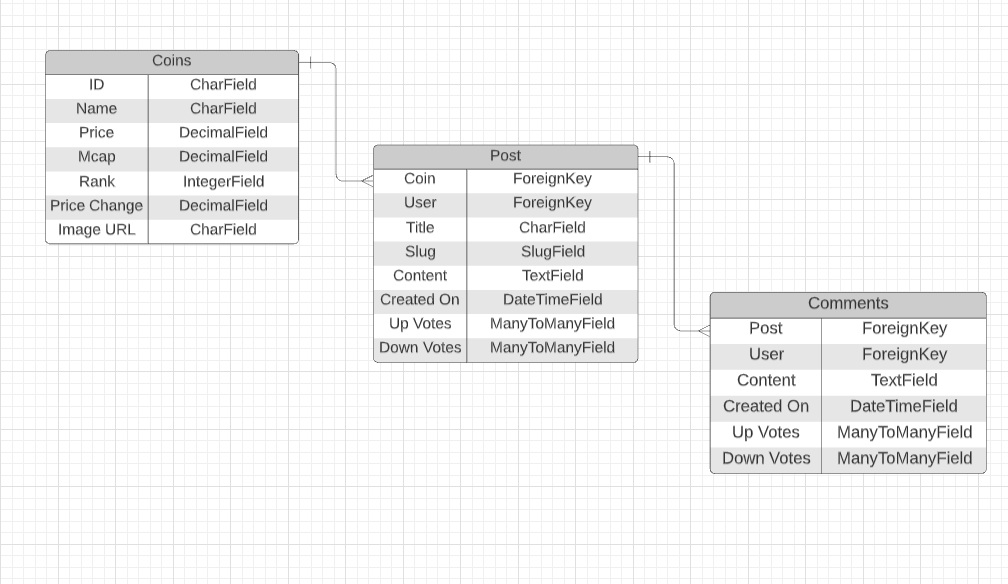 Coins
ID CharField
Name CharField
Price DecimalField
Mcap DecimalField
Rank IntegerField
Price Change DecimalField
Image URL CharField
Post
Coin ForeignKey
User ForeignKey
Title CharField
Slug SlugField
Content TextField
Created On DateTimeField
Up Votes ManyToManyField
Down Votes ManyToManyField
Comments
Post ForeignKey
User ForeignKey
Content TextField
Created On DateTimeField
Up Votes ManyToManyField
Down Votes ManyToManyField